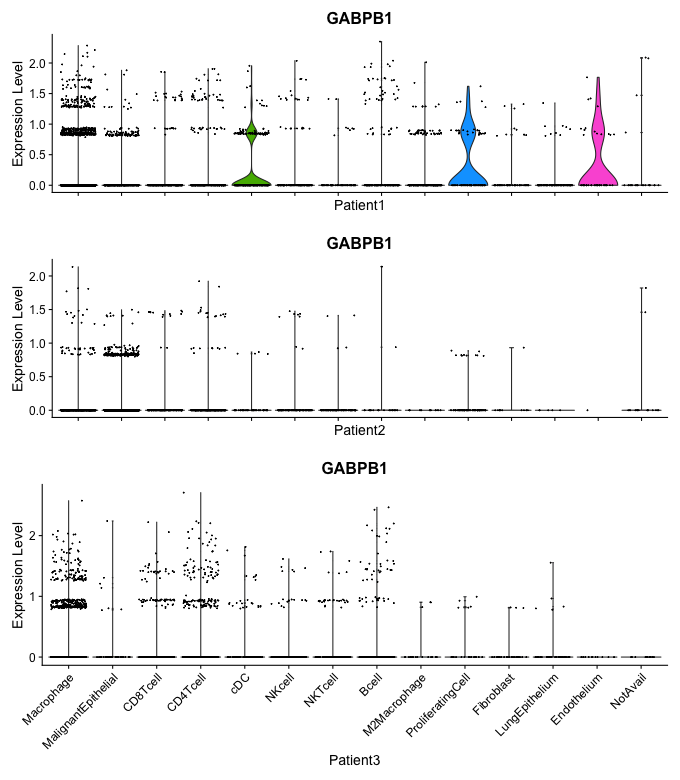 GABPB1
Expression Level
2.0
1.5
1.0
0.5
0.0
Patient1
GABPB1
Expression Level
2.0
1.5
1.0
0.5
0.0
Patient2
GABPB1
Expression Level
2
1
0
Macrophage
MalignantEpithelial
CD8Tcell
CD4Tcell
cDC
NKcell
NKTcell
Bcell
M2Macrophage
ProliferatingCell
Fibroblast
LungEpithelium
Endothelium
NotAvail
Patient3